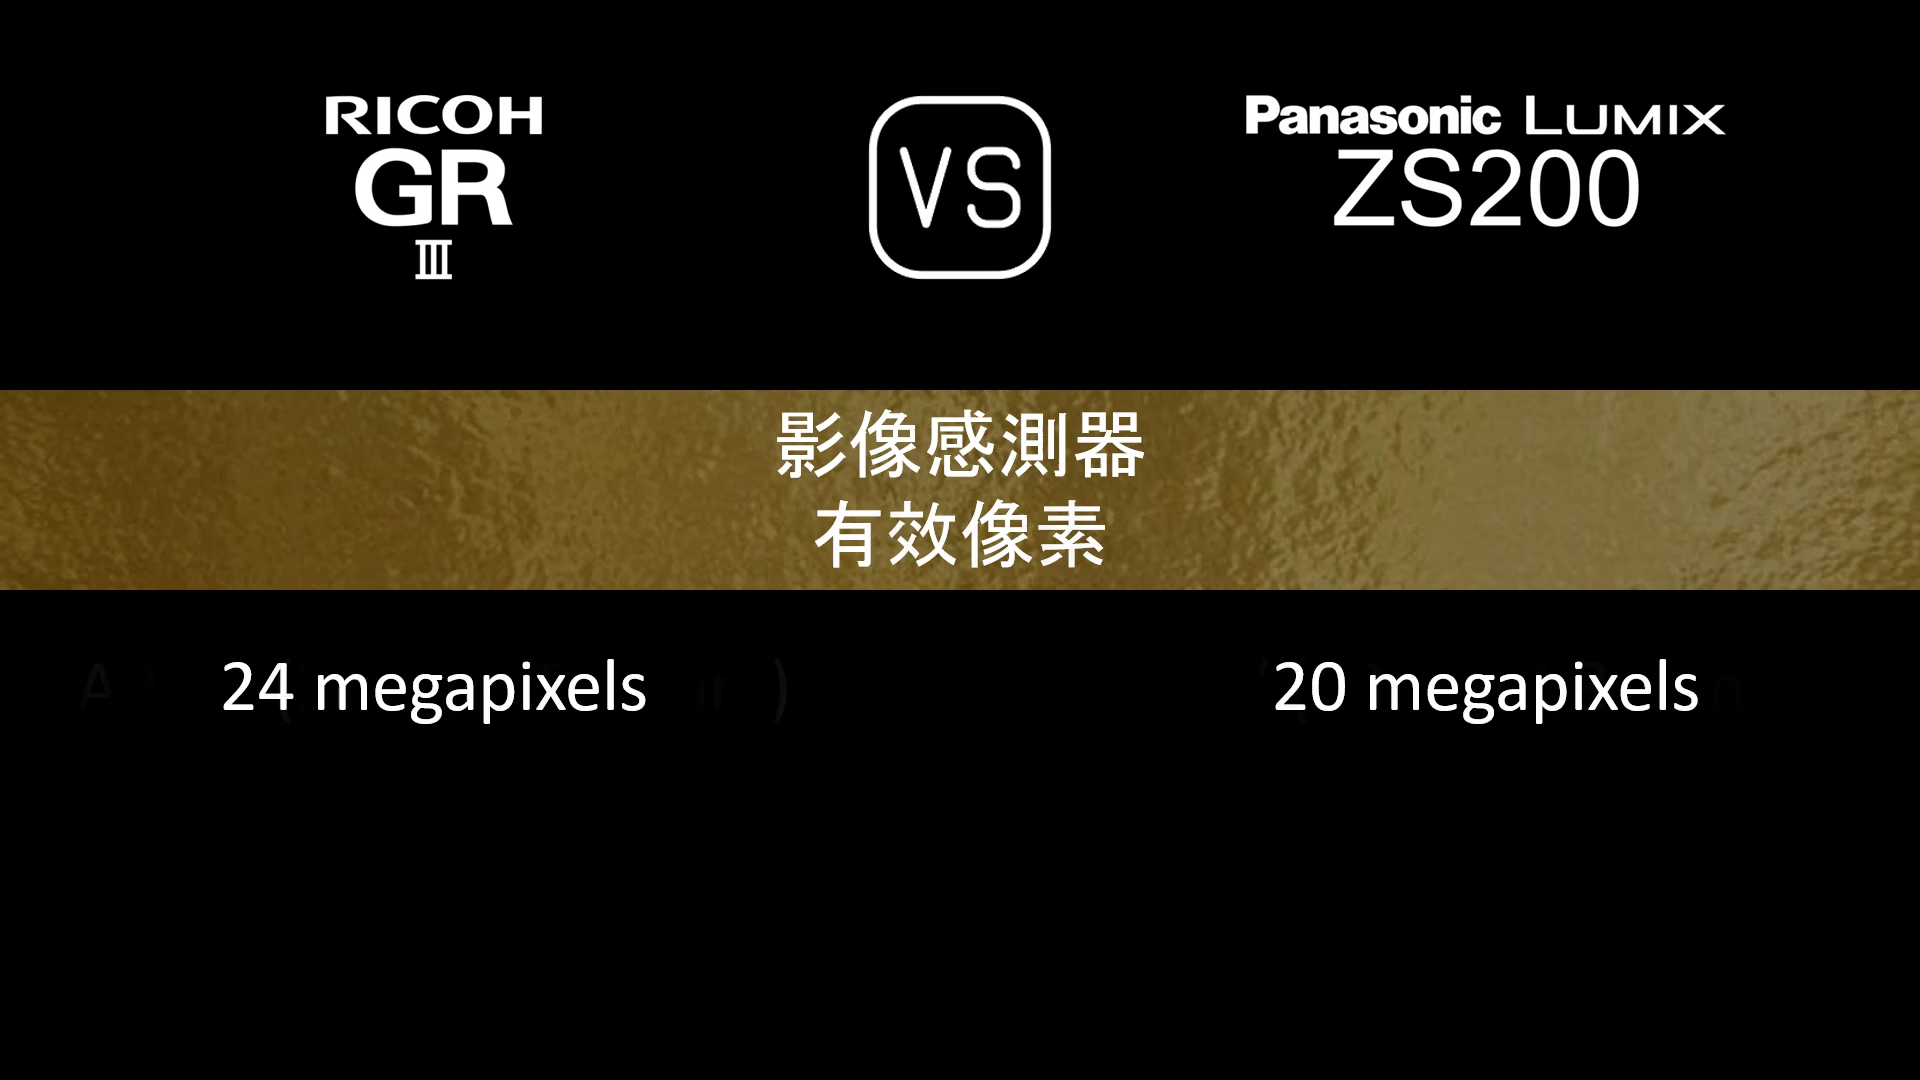 RICOH
GR
III
VS
Panasonic LUMIX
ZS200
影像感測器
有效像素
24 megapixels
20 megapixels